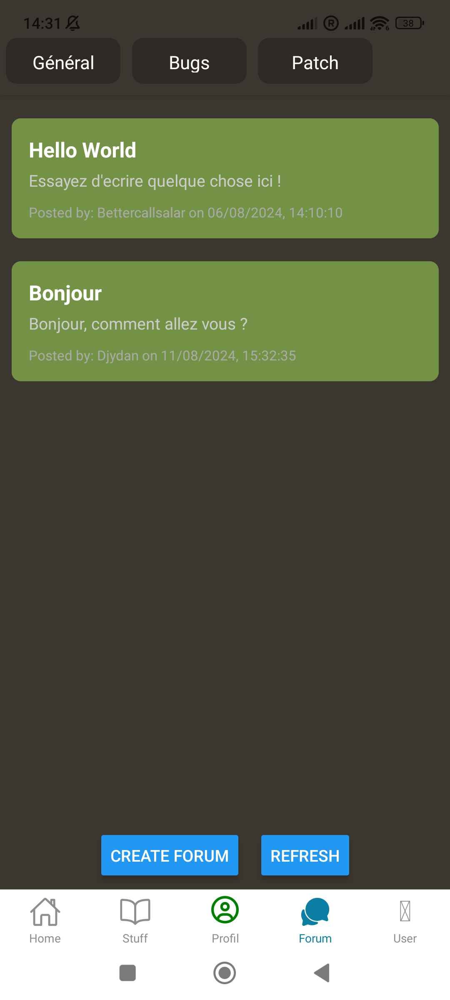 14:31
R
6
38
Général
Bugs
Patch
Hello World
Essayez d'ecrire quelque chose ici !
Posted by: Bettercallsalar on 06/08/2024, 14:10:10
Bonjour
Bonjour, comment allez vous ?
Posted by: Djydan on 11/08/2024, 15:32:35
CREATE FORUM
REFRESH
Home
Stuff
Profil
Forum
User